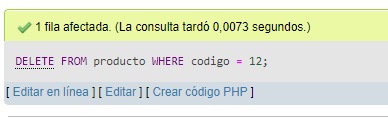 1 fila afectada. (La consulta tardó 0,0073 segundos.)
DELETE FROM producto WHERE codigo = 12;
[ Editar en línea ] [ Editar ] [ Crear código PHP ]